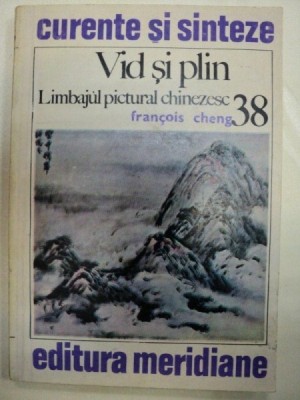 curente și sinteze
Vid și plin
Limbajul pictural chinezesc 38
françois cheng
editura meridiane